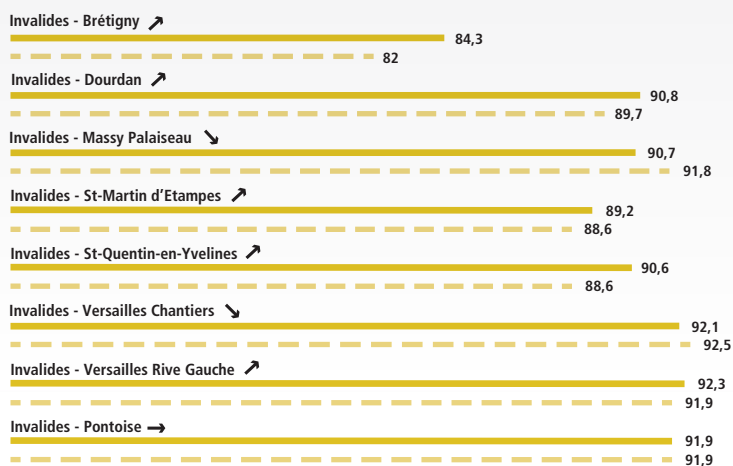 Invalides - Brétigny ↗
84,3
82
Invalides - Dourdan ↗
90,8
89,7
Invalides - Massy Palaiseau ↘
90,7
91,8
Invalides - St-Martin d’Etampes ↗
89,2
88,6
Invalides - St-Quentin-en-Yvelines ↗
90,6
88,6
Invalides - Versailles Chantiers ↘
92,1
92,5
Invalides - Versailles Rive Gauche ↗
92,3
91,9
Invalides - Pontoise →
91,9
91,9